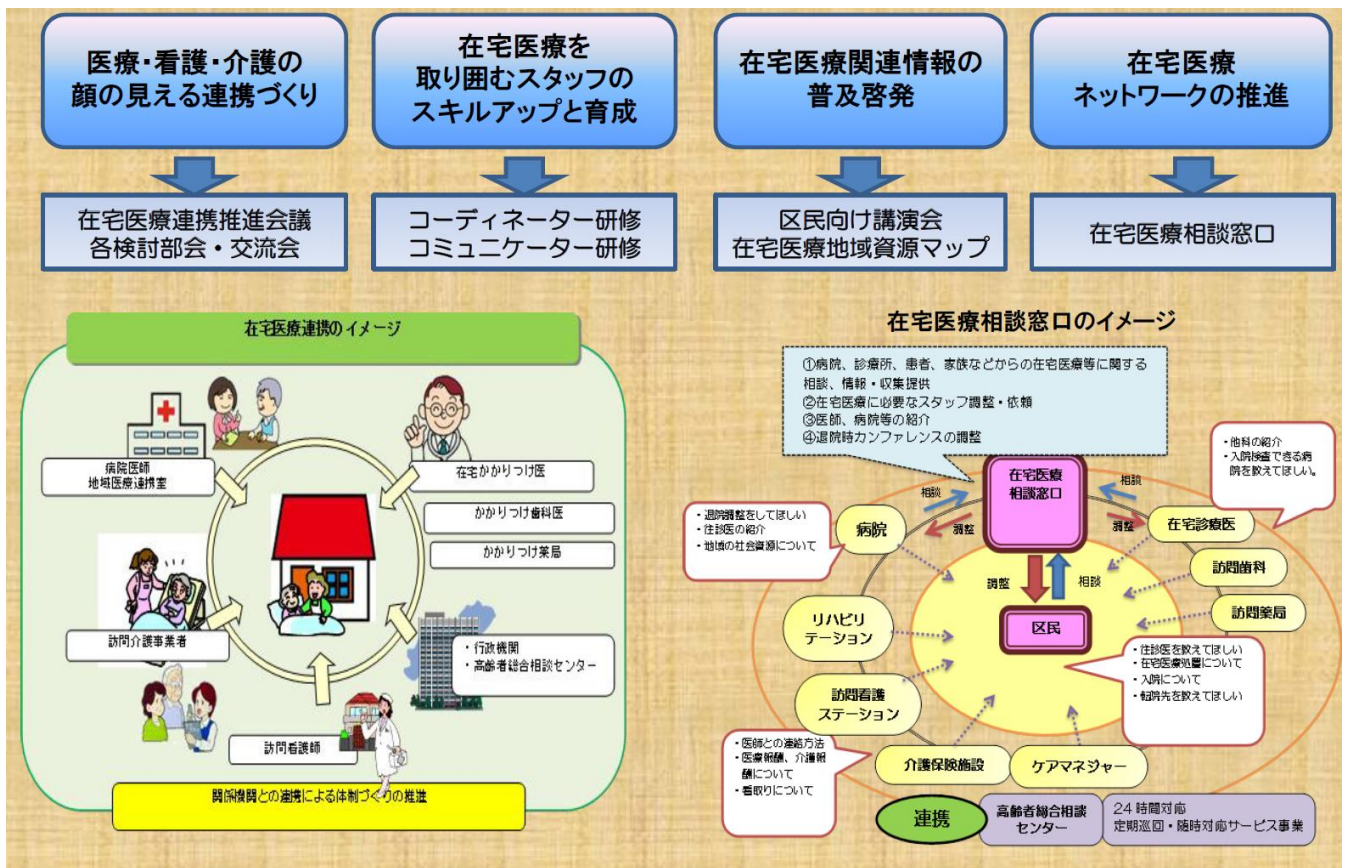 医療・看護・介護の
顔の見える連携づくり
在宅医療を
取り囲むスタッフの
スキルアップと育成
在宅医療関連情報の
普及啓発
在宅医療
ネットワークの推進
在宅医療連携推進会議
各検討部会・交流会
コーディネーター研修
コミュニケーター研修
区民向け講演会
在宅医療地域資源マップ
在宅医療相談窓口
在宅医療連携のイメージ
病院医師
地域医療連携室
在宅かかりつけ医
かかりつけ歯科医
かかりつけ薬局
訪問介護事業者
・行政機関
・高齢者総合相談センター
訪問看護師
関係機関との連携による体制づくりの推進
在宅医療相談窓口のイメージ
①病院、診療所、患者、家族などからの在宅医療等に関する
相談、情報・収集提供
②在宅医療に必要なスタッフ調整・依頼
③医師、病院等の紹介
④退院時カンファレンスの調整
・他科の紹介
・入院検査できる病
院を教えてほしい。
在宅医療
相談窓口
相談
調整
相談
調整
・退院調整をしてほしい
・往診医の紹介
・地域の社会資源について
病院
在宅診療医
訪問歯科
訪問薬局
調整
相談
区民
リハビリ
テーション
・往診医を教えてほしい
・在宅医療処置について
・入院について
・転院先を教えてほしい
訪問看護
ステーション
・医師との連絡方法
・医療報酬、介護報
酬について
・看取りについて
介護保険施設
ケアマネジャー
連携
高齢者総合相談
センター
24時間対応
定期巡回・随時対応サービス事業